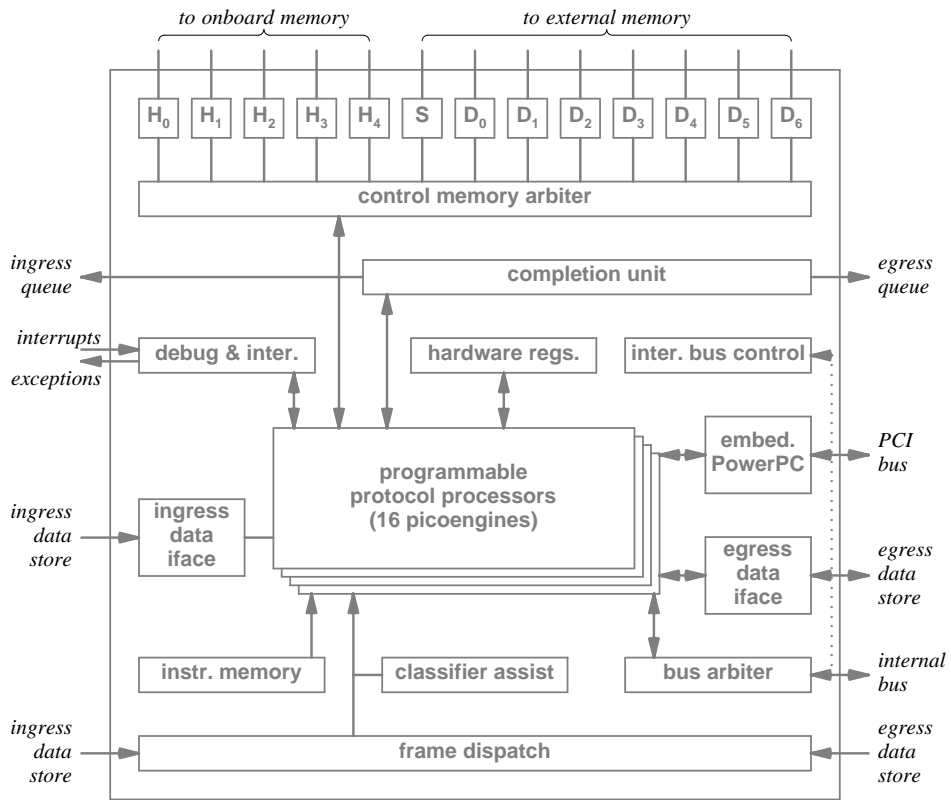 to onboard memory
to external memory
H0
H1
H2
H3
H4
S
D0
D1
D2
D3
D4
D5
D6
control memory arbiter
ingress
queue
completion unit
egress
queue
interrupts
exceptions
debug & inter.
hardware regs.
inter. bus control
programmable
protocol processors
(16 picoengines)
embed.
PowerPC
PCI
bus
ingress
data
store
ingress
data
iface
egress
data
iface
egress
data
store
instr. memory
classifier assist
bus arbiter
internal
bus
ingress
data
store
frame dispatch
egress
data
store